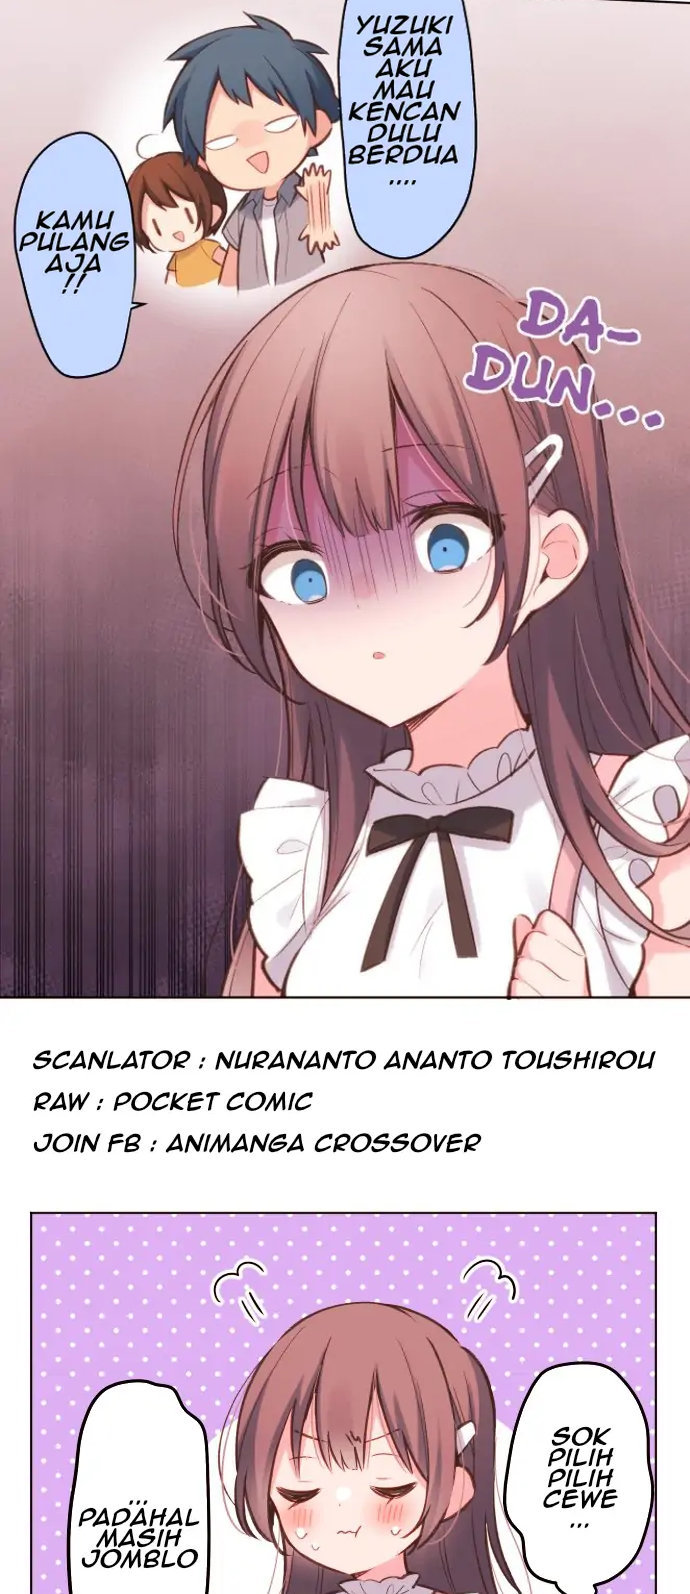 YUZUKI
SAMA
AKU
MAU
KENCAN
DULU
BERDUA
....
KAMU
PULANG
AJA
!!
DA-
DUN...
SCANLATOR : NURANANTO ANANTO TOUSHIROU
RAW : POCKET COMIC
JOIN FB : ANIMANGA CROSSOVER
SOK
PILIH
PILIH
CEWE
...
...
PADAHAL
MASIH
JOMBLO